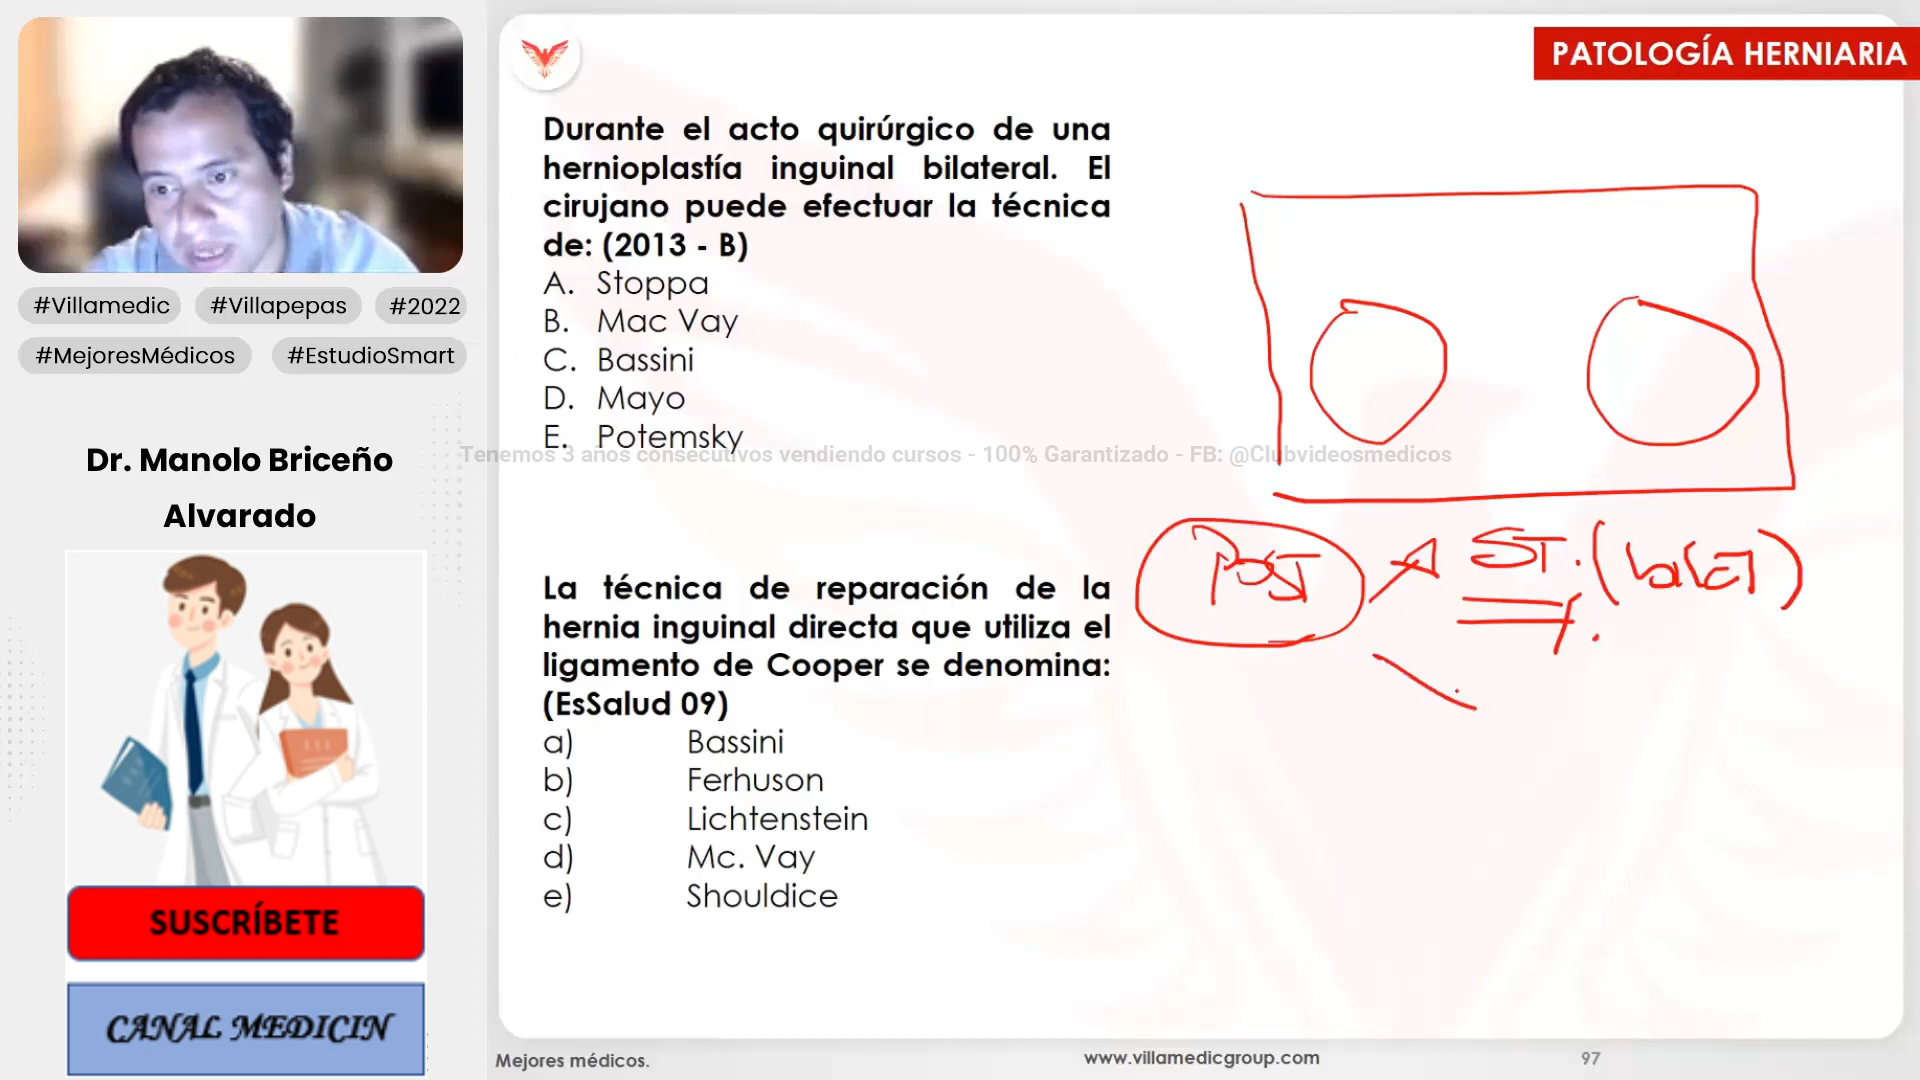 PATOLOGÍA HERNIARIA
Durante el acto quirúrgico de una
hernioplastía inguinal bilateral. El
cirujano puede efectuar la técnica
de: (2013 - B)
A. Stoppa
B. Mac Vay
C. Bassini
D. Mayo
E. Potemsky
Tenemos 3 años consecutivos vendiendo cursos - 100% Garantizado - FB: @Clubvideosmedicos
La técnica de reparación de la
hernia inguinal directa que utiliza el
ligamento de Cooper se denomina:
(EsSalud 09)
a) Bassini
b) Ferhuson
c) Lichtenstein
d) Mc. Vay
e) Shouldice
ST.
#Villamedic #Villapepas #2022
#MejoresMédicos #EstudioSmart
Dr. Manolo Briceño
Alvarado
SUSCRÍBETE
CANAL MEDICIN
Mejores médicos.
www.villamedicgroup.com
97